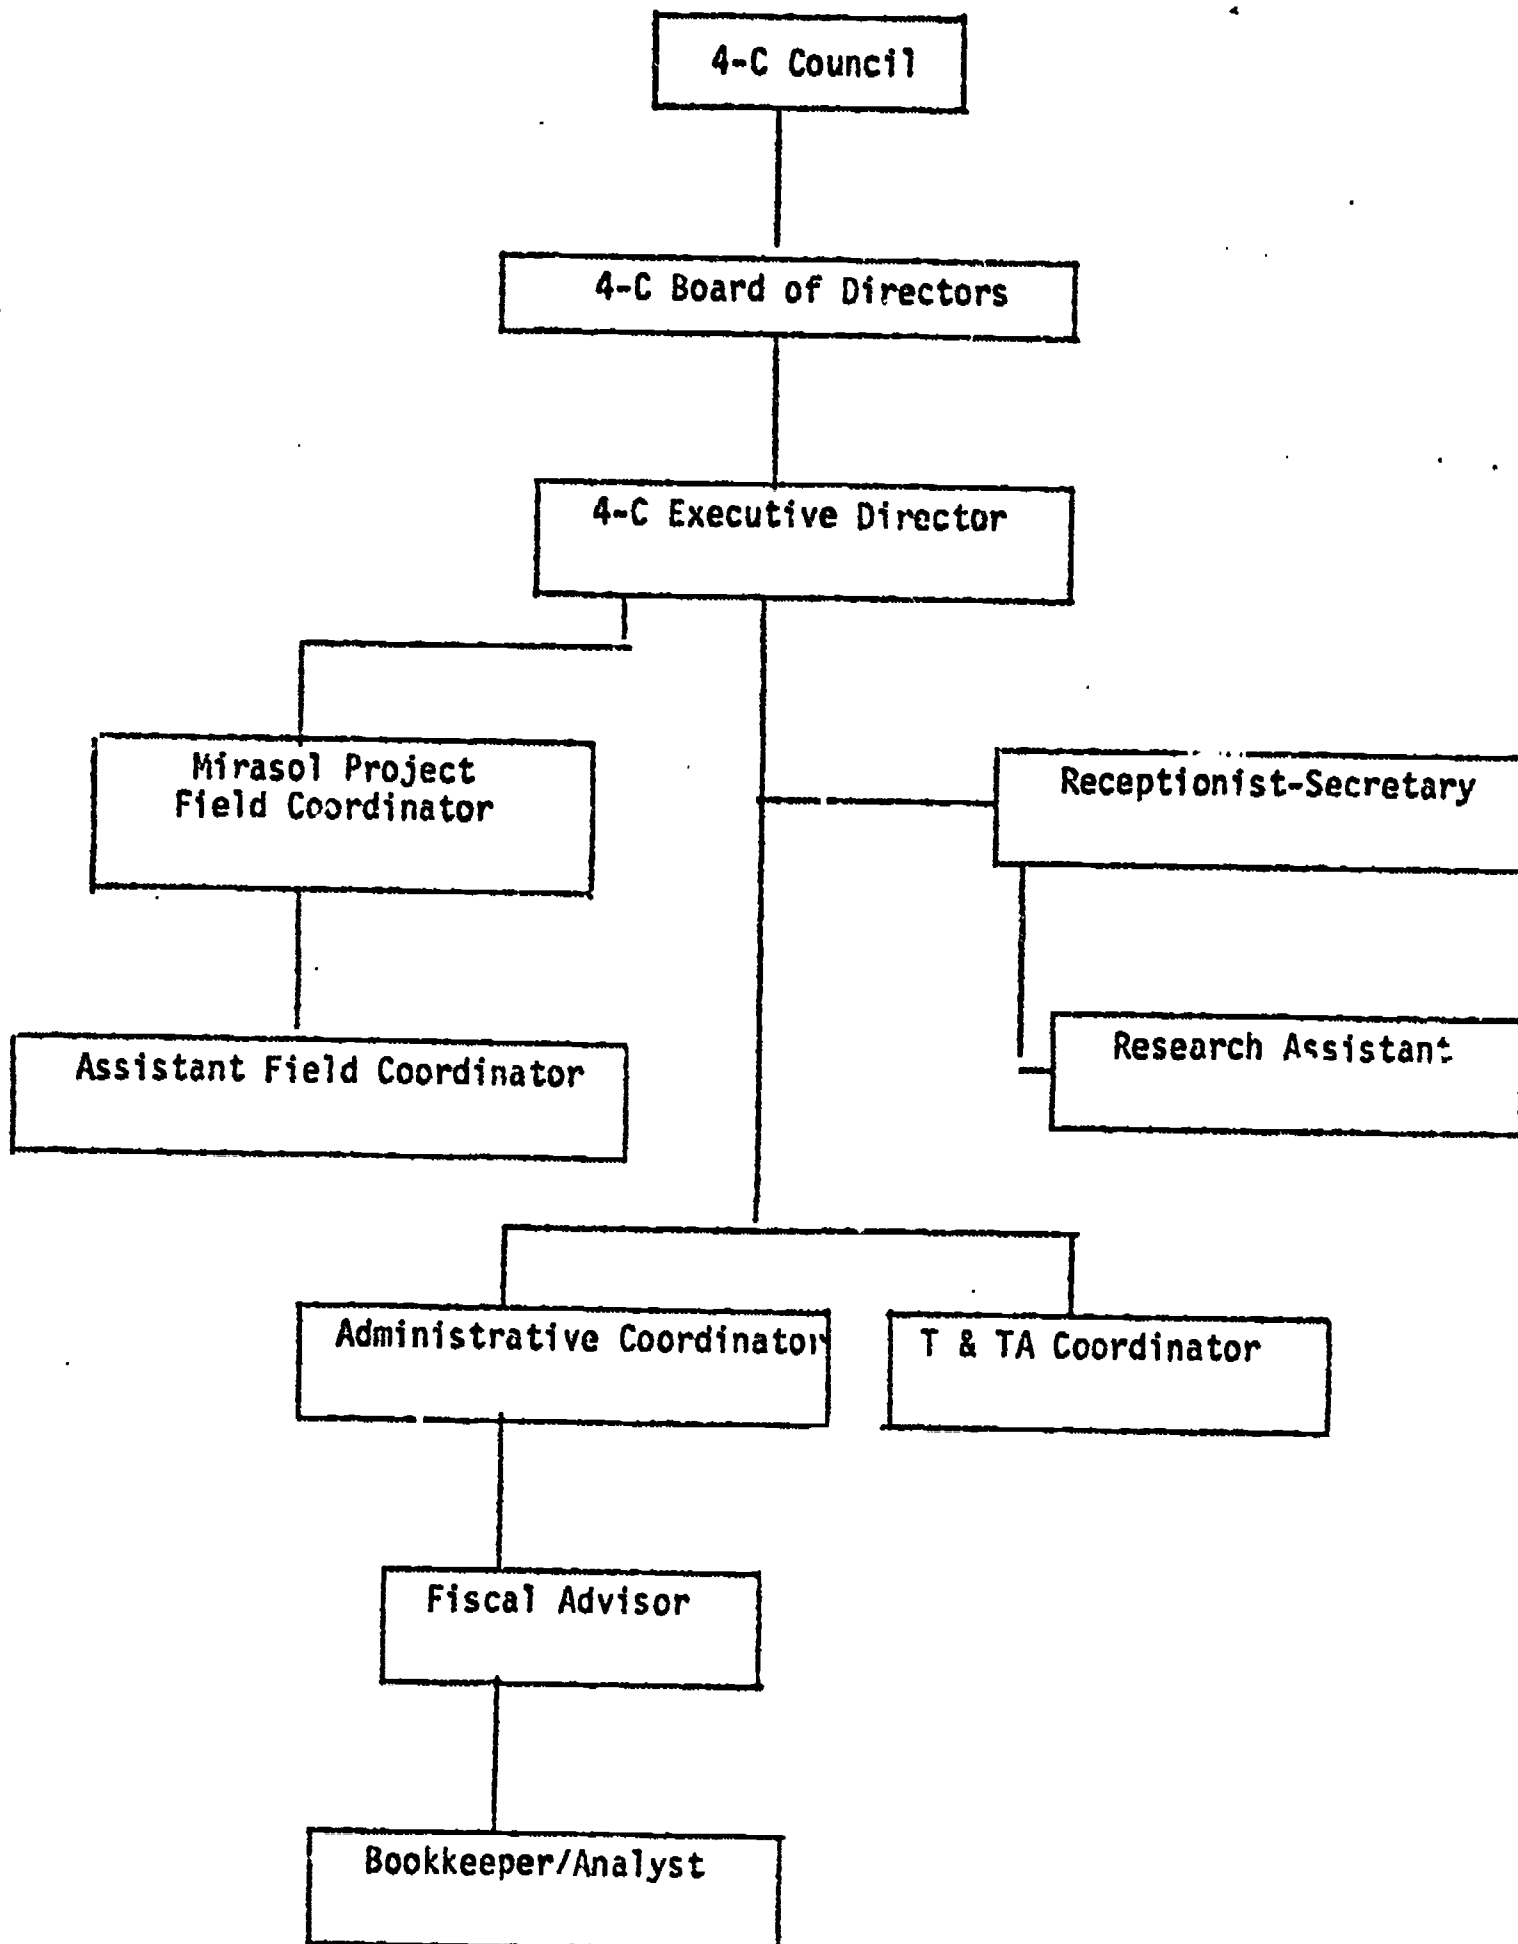 4-C Council
4-C Board of Directors
4-C Executive Director
Mirasol Project
Field Coordinator
Receptionist-Secretary
Assistant Field Coordinator
Research Assistant
Administrative Coordinator
T & TA Coordinator
Fiscal Advisor
Bookkeeper/Analyst